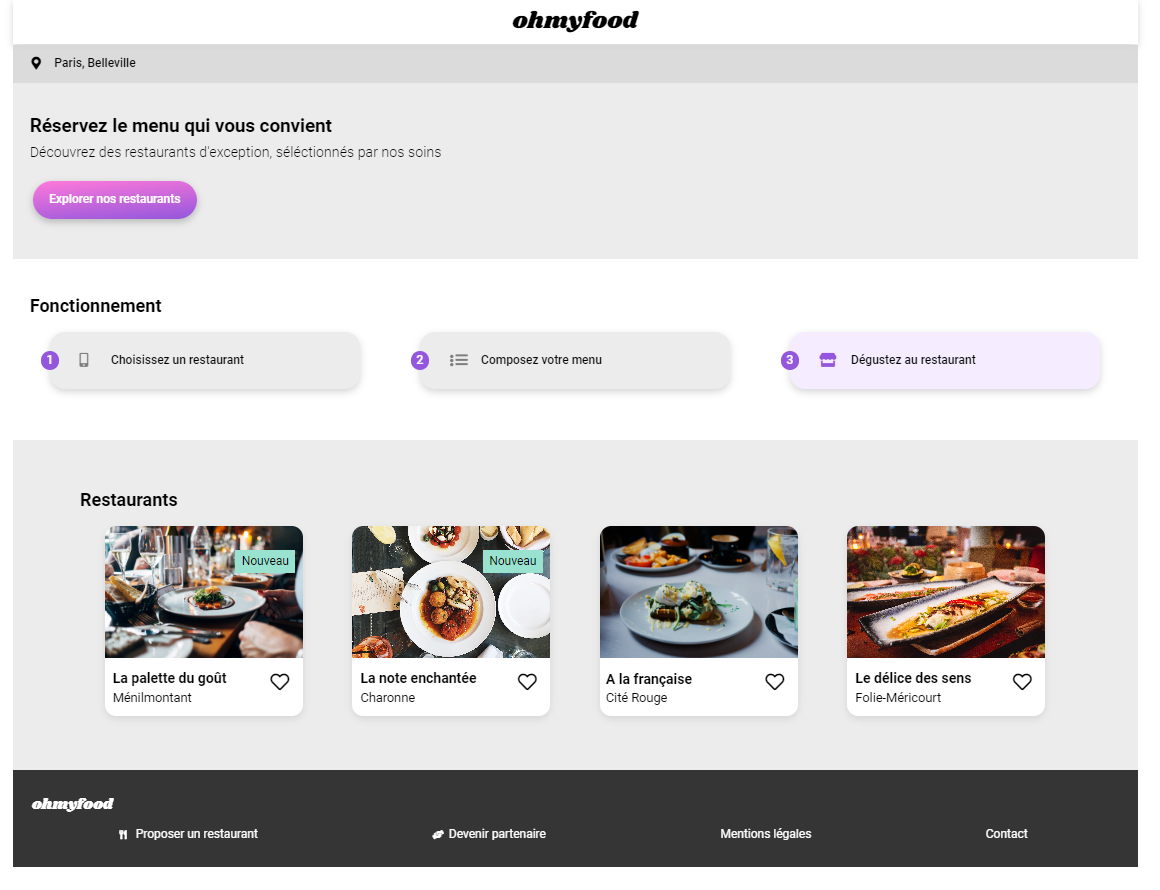 ohmyfood
Paris, Belleville
Réservez le menu qui vous convient
Découvrez des restaurants d'exception, séléctionnés par nos soins
Explorer nos restaurants
Fonctionnement
1 Choisissez un restaurant
2 Composez votre menu
3 Dégustez au restaurant
Restaurants
Nouveau
La palette du goût
Ménilmontant
Nouveau
La note enchantée
Charonne
A la française
Cité Rouge
Le délice des sens
Folie-Méricourt
ohmyfood
Proposer un restaurant
Devenir partenaire
Mentions légales
Contact